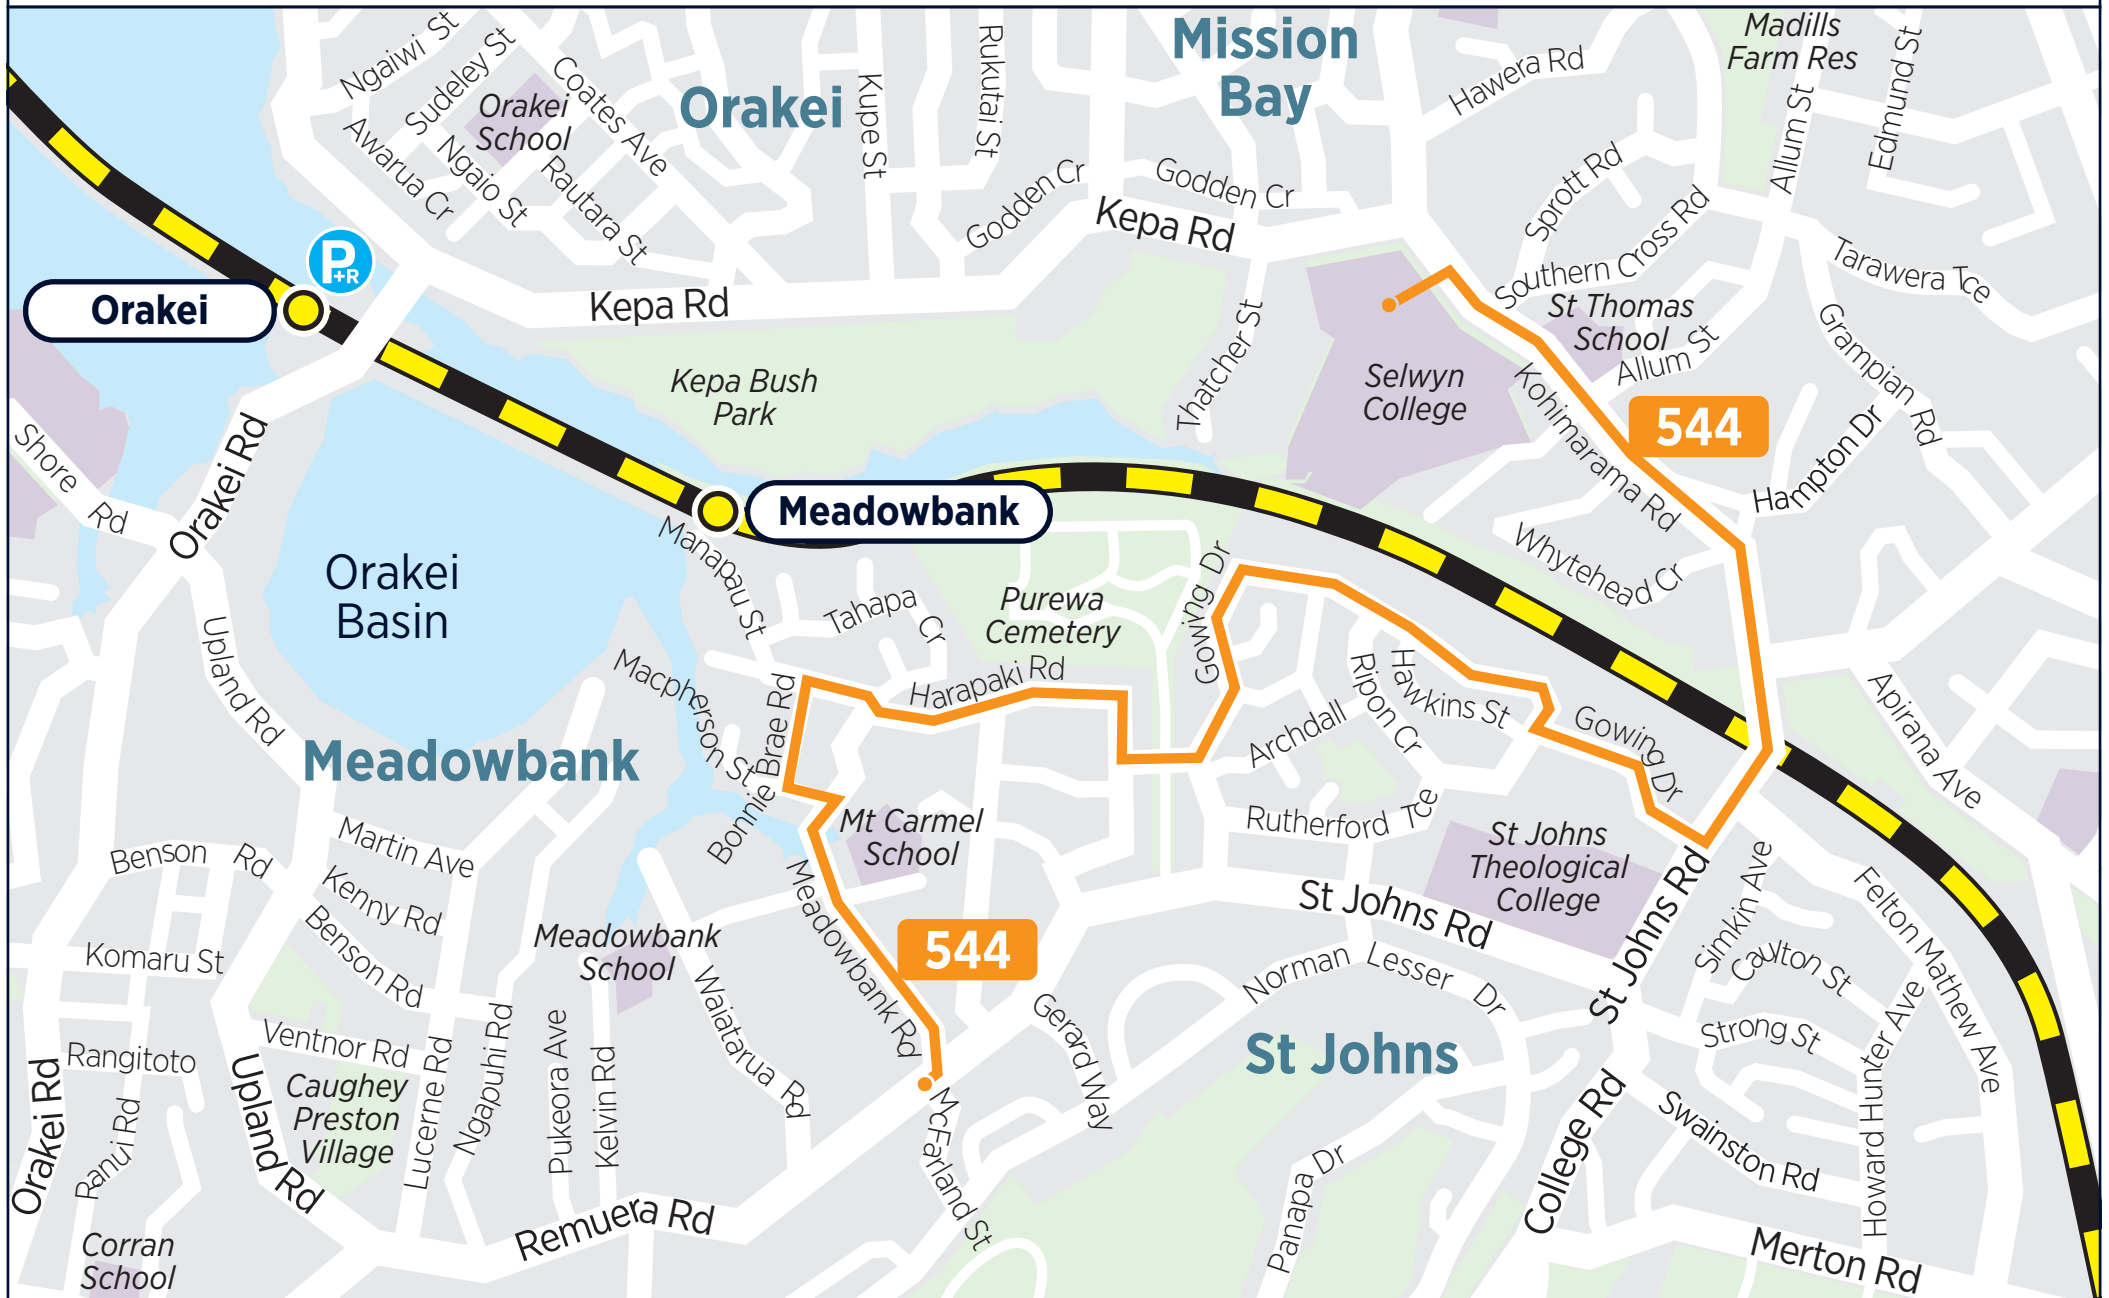 Ngaiwi St
Sudeley St
Coates Ave
Orakei
School
Awarua Cr
Ngaio St
Rautara St
Orakei
Kupe St
Rukutai St
Godden Cr
Mission
Bay
Godden Cr
Kepa Rd
Hawera Rd
Madills
Farm Res
Edmund St
Allum St
Sprott Rd
Southern Cross Rd
Tarawera Tce
P
+R
Orakei
Kepa Rd
Thatcher St
St Thomas
School
Allum St
Grampian Rd
Selwyn
College
Kohimarama Rd
544
Hampton Dr
Kepa Bush
Park
Shore Rd
Orakei Rd
Meadowbank
Manapau St
Orakei
Basin
Tahapa Cr
Purewa
Cemetery
Gowing Dr
Whytehead Cr
Upland Rd
Macpherson St
Bonnie Brae Rd
Harapaki Rd
Archdall
Ripon Cr
Hawkins St
Gowing Dr
Apirana Ave
Meadowbank
Mt Carmel
School
Rutherford Tce
St Johns
Theological
College
Martin Ave
Benson Rd
Kenny Rd
Benson Rd
Meadowbank
School
Meadowbank Rd
544
St Johns Rd
St Johns Rd
Simkin Ave
Caulton St
Felton Mathew Ave
Komaru St
Waiatarua Rd
Gerard Way
Norman Lesser Dr
Strong St
Howard Hunter Ave
Ventnor Rd
Rangitoto
Orakei Rd
Ranui Rd
Upland Rd
Caughey
Preston
Village
Lucerne Rd
Ngapuhi Rd
Pukeora Ave
Kelvin Rd
St Johns
McFarland St
Panapa Dr
College Rd
Swainston Rd
Corran
School
Remuera Rd
Merton Rd